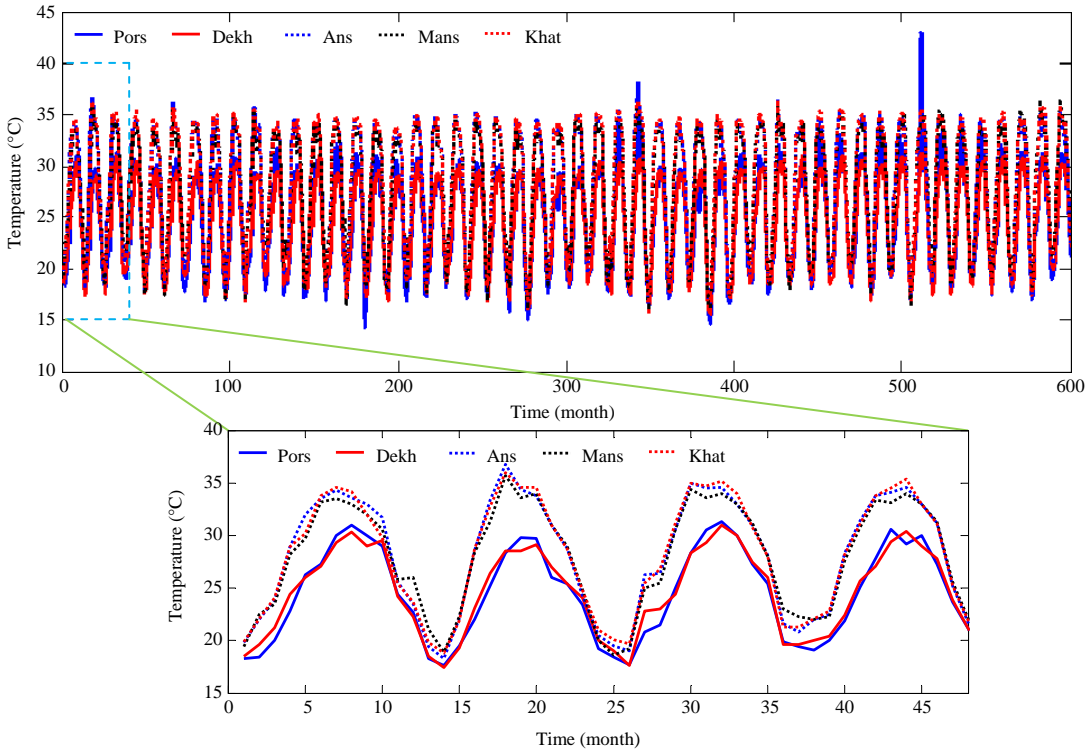 45
Pors Dekh Ans Mans Khat
40
35
30
25
20
15
10
Temperature (°C)
0 100 200 300 400 500 600
Time (month)
40
Pors Dekh Ans Mans Khat
35
30
25
20
15
Temperature (°C)
0 5 10 15 20 25 30 35 40 45
Time (month)